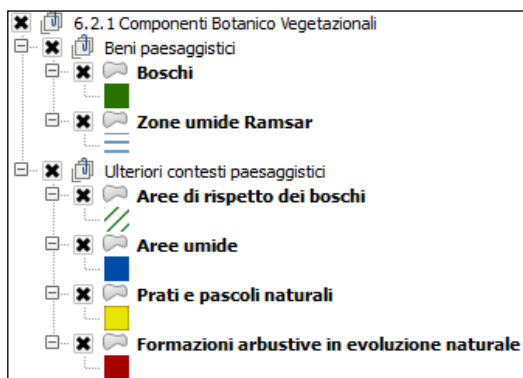 6.2.1 Componenti Botanico Vegetazionali
Beni paesaggistici
Boschi
Zone umide Ramsar
Ulteriori contesti paesaggistici
Aree di rispetto dei boschi
Aree umide
Prati e pascoli naturali
Formazioni arbustive in evoluzione naturale